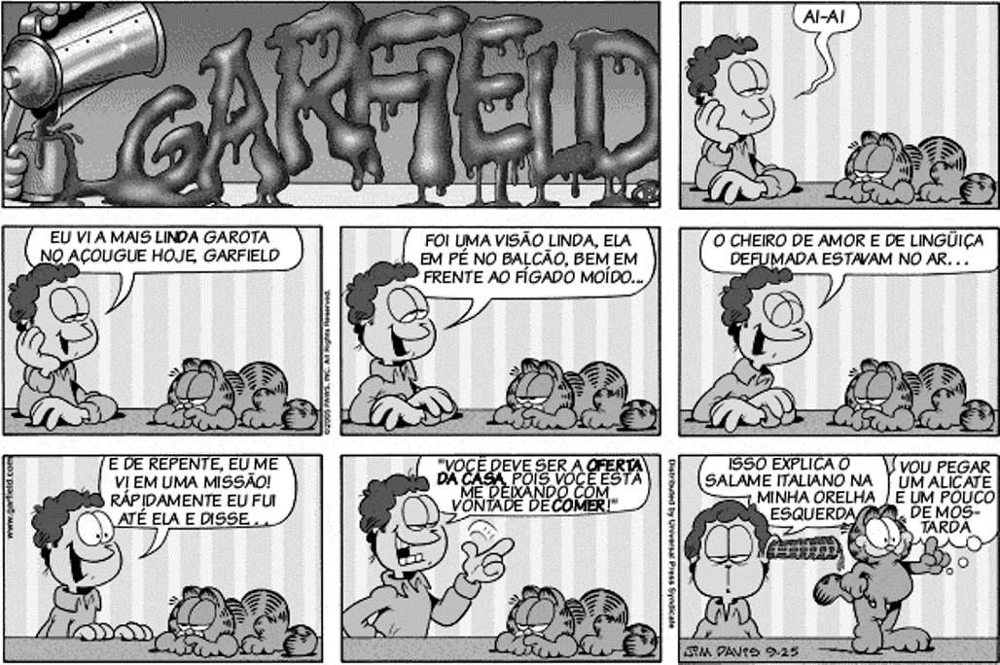 GARFIELD
AI-AI
EU VI A MAIS LINDA GAROTA
NO AÇOUGUE HOJE, GARFIELD
©2005 PAWS, INC. All Rights Reserved.
FOI UMA VISÃO LINDA, ELA
EM PÉ NO BALCÃO, BEM EM
FRENTE AO FÍGADO MOÍDO...
O CHEIRO DE AMOR E DE LINGÜIÇA
DEFUMADA ESTAVAM NO AR...
www.garfield.com
E DE REPENTE, EU ME
VI EM UMA MISSÃO!
RÁPIDAMENTE EU FUI
ATÉ ELA E DISSE...
"VOCÊ DEVE SER A OFERTA
DA CASA, POIS VOCÊ ESTÁ
ME DEIXANDO COM
VONTADE DE COMER!"
Distributed by Universal Press Syndicate
ISSO EXPLICA O
SALAME ITALIANO NA
MINHA ORELHA
ESQUERDA
VOU PEGAR
UM ALICATE
E UM POUCO
DE MOS-
TARDA
JIM DAVIS 9-25